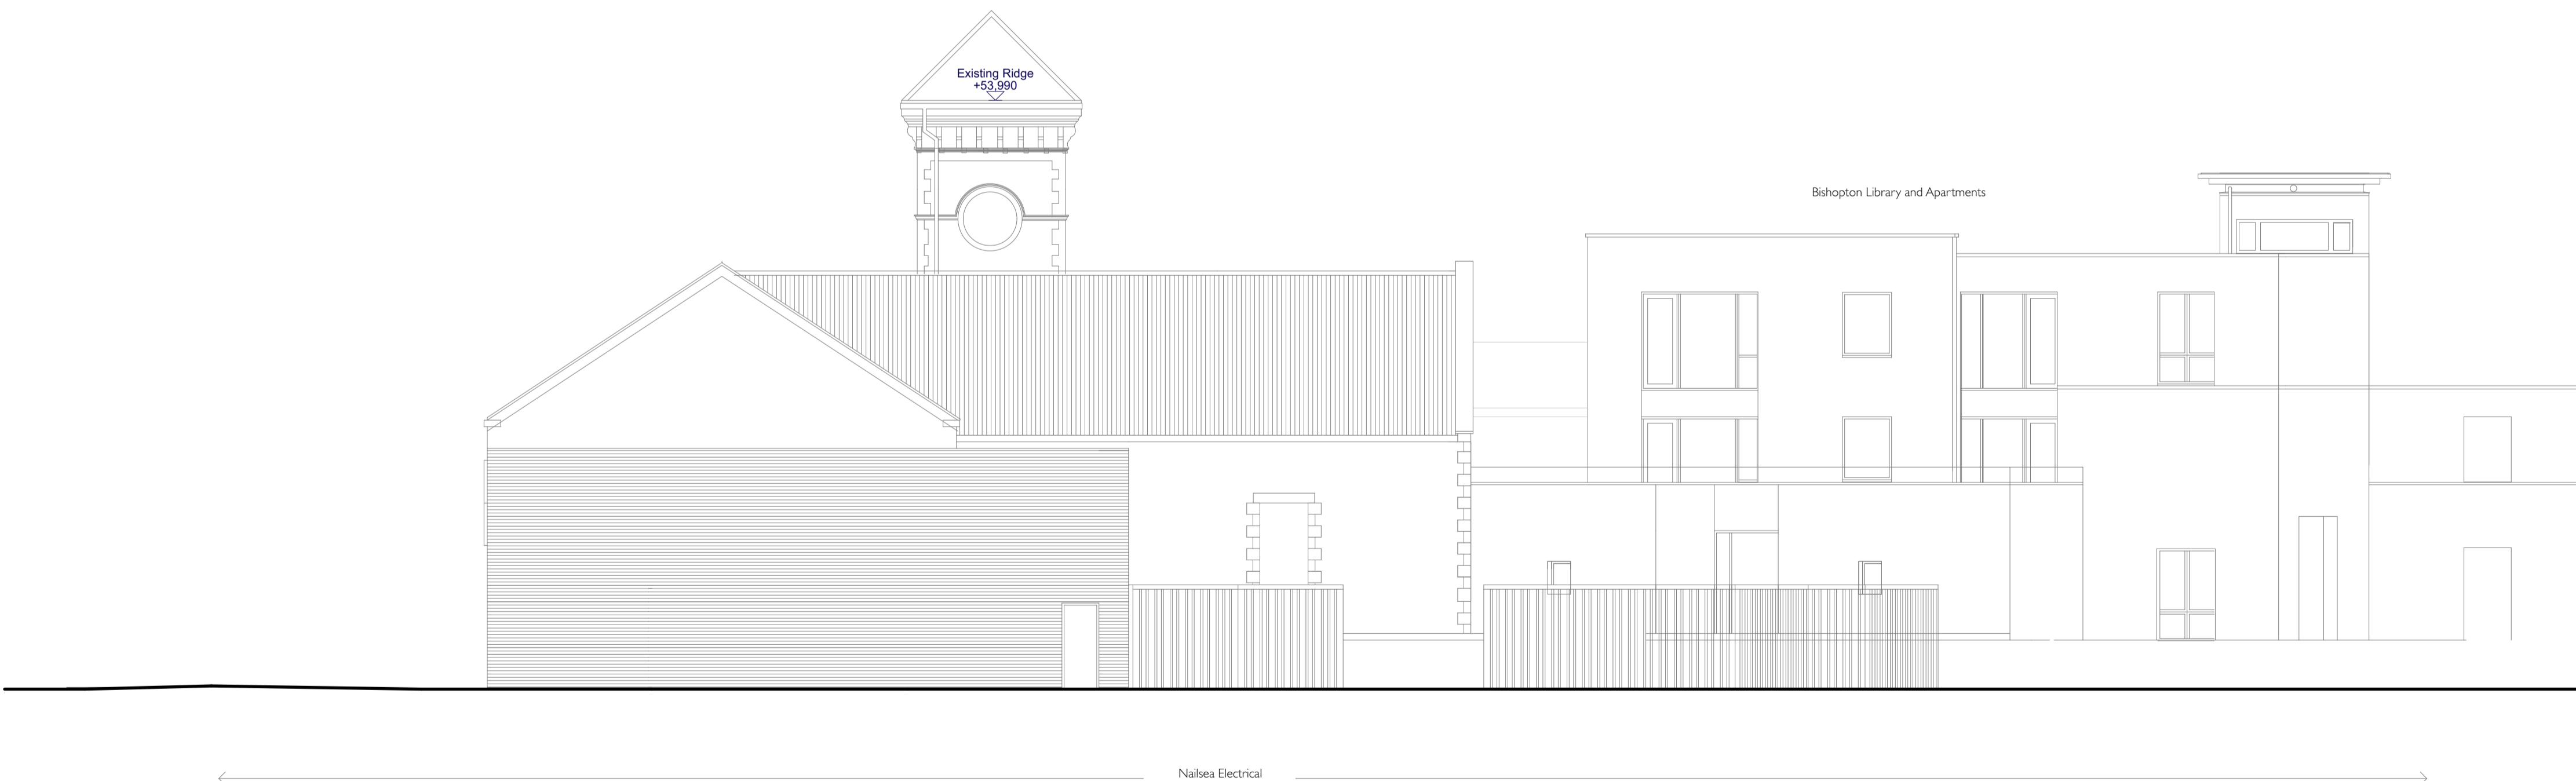 Existing Ridge
+53,990
Bishopton Library and Apartments
Nailsea Electrical